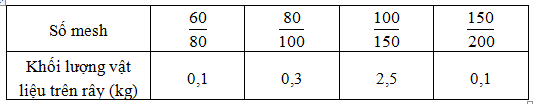 Số mesh 60/80 80/100 100/150 150/200
Khối lượng vật
liệu trên rây (kg) 0,1 0,3 2,5 0,1